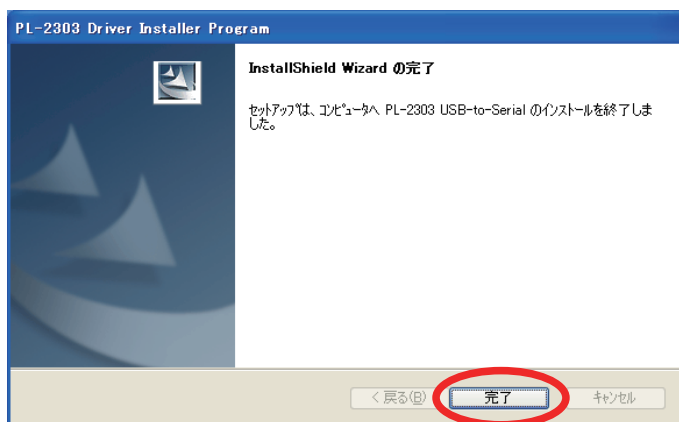 PL-2303 Driver Installer Program
InstallShield Wizard の完了
セットアップは、コンピュータへ PL-2303 USB-to-Serial のインストールを終了しま
した。
< 戻る(B)
完了
キャンセル